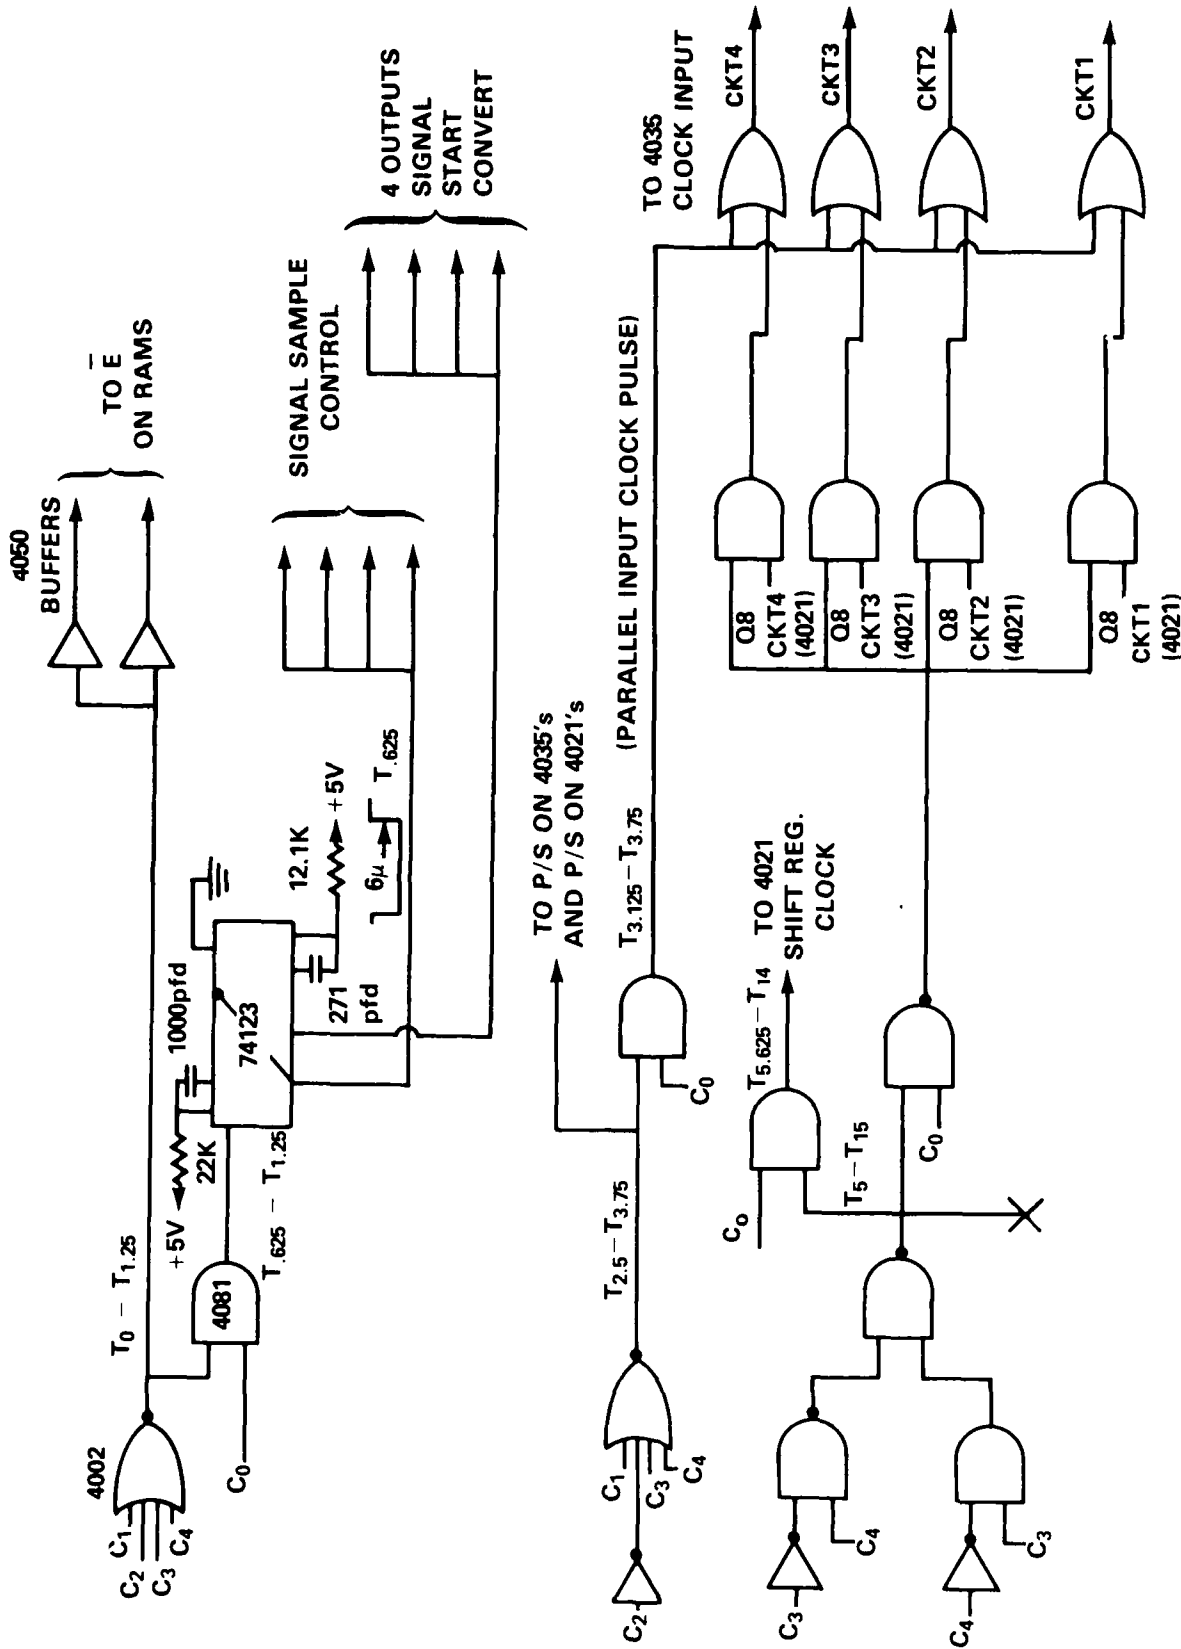 4002
C1
C2
C3
C4
C0
T0 – T1.25
4081
T.625 – T1.25
+5V
22K
1000pfd
74123
271
pfd
12.1K
+5V
6μ
T.625
4050
BUFFERS
TO E̅
ON RAMS
SIGNAL SAMPLE
CONTROL
4 OUTPUTS
SIGNAL
START
CONVERT
C2
C1
C3
C4
T2.5 – T3.75
TO P/S ON 4035's
AND P/S ON 4021's
C0
T3.125 – T3.75
(PARALLEL INPUT CLOCK PULSE)
TO 4035
CLOCK INPUT
C3
C4
C4
C3
T5 – T15
C0
T5.625 – T14
TO 4021
SHIFT REG.
CLOCK
C0
Q8
CKT4
(4021)
Q8
CKT3
(4021)
Q8
CKT2
(4021)
Q8
CKT1
(4021)
CKT4
CKT3
CKT2
CKT1